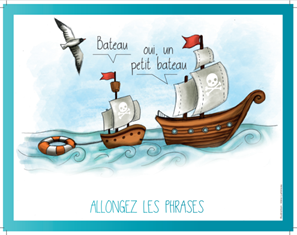 Bateau
oui, un
petit bateau
ALLONGEZ LES PHRASES